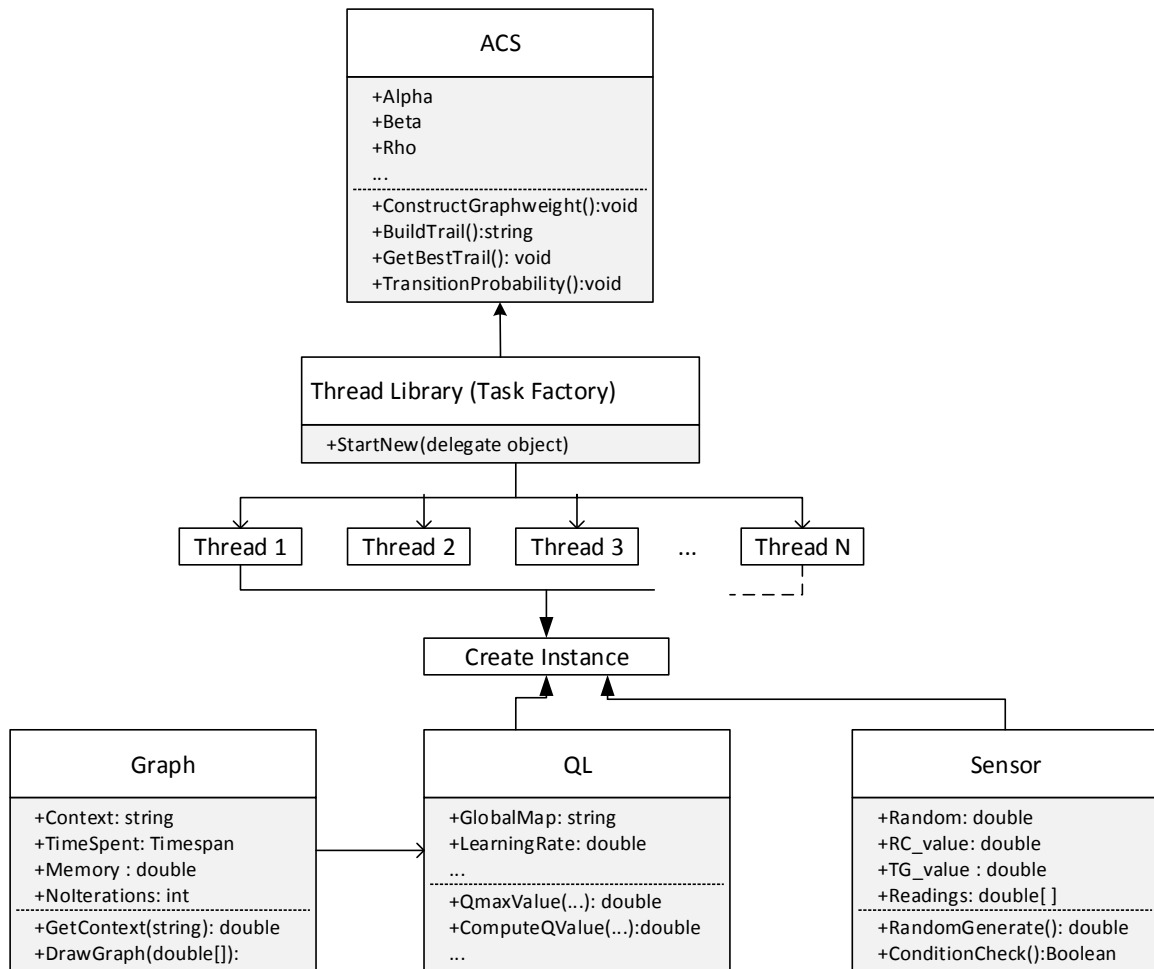 ACS
+Alpha
+Beta
+Rho
...
+ConstructGraphweight():void
+BuildTrail():string
+GetBestTrail(): void
+TransitionProbability():void
Thread Library (Task Factory)
+StartNew(delegate object)
Thread 1
Thread 2
Thread 3
...
Thread N
Create Instance
Graph
+Context: string
+TimeSpent: Timespan
+Memory : double
+NoIterations: int
+GetContext(string): double
+DrawGraph(double[]):
QL
+GlobalMap: string
+LearningRate: double
...
+QmaxValue(...): double
+ComputeQValue(...):double
...
Sensor
+Random: double
+RC_value: double
+TG_value : double
+Readings: double[ ]
+RandomGenerate(): double
+ConditionCheck():Boolean